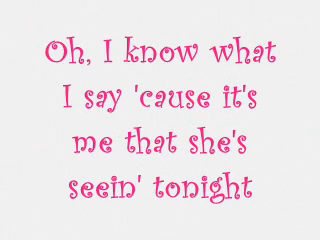 Oh, I know what
I say 'cause it's
me that she's
seein' tonight